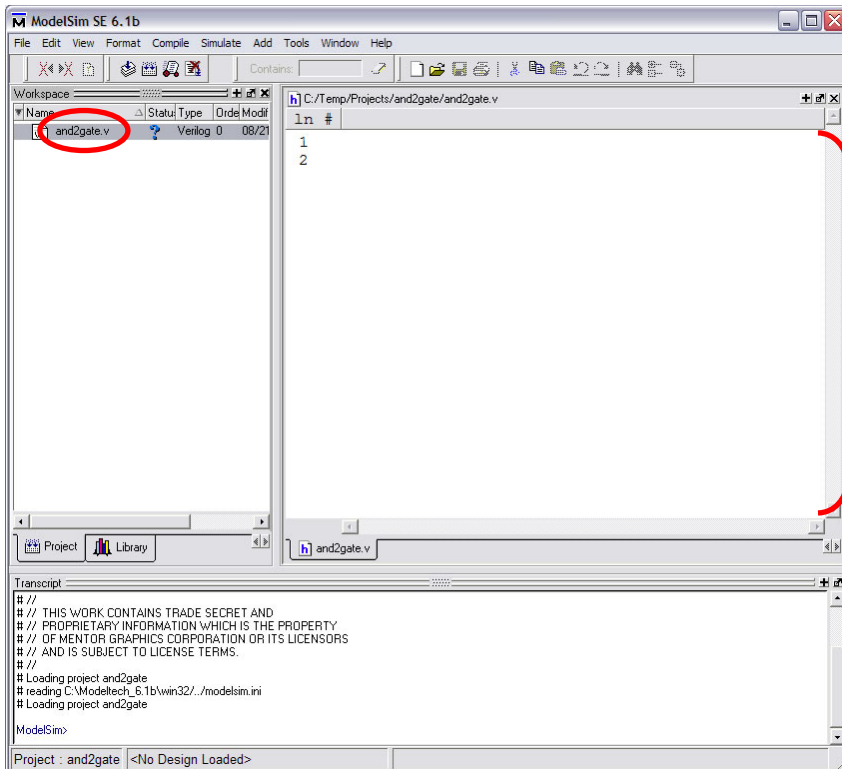 ModelSim SE 6.1b
File Edit View Format Compile Simulate Add Tools Window Help
Contains:
Workspace
Name Statu Type Orde Modif
and2gate.v ? Verilog 0 08/21
Project Library
h C:/Temp/Projects/and2gate/and2gate.v
ln #
1
2
h and2gate.v
Transcript
# //
# // THIS WORK CONTAINS TRADE SECRET AND
# // PROPRIETARY INFORMATION WHICH IS THE PROPERTY
# // OF MENTOR GRAPHICS CORPORATION OR ITS LICENSORS
# // AND IS SUBJECT TO LICENSE TERMS.
# //
# Loading project and2gate
# reading C:\Modeltech_6.1b\win32/../modelsim.ini
# Loading project and2gate
ModelSim>
Project : and2gate <No Design Loaded>